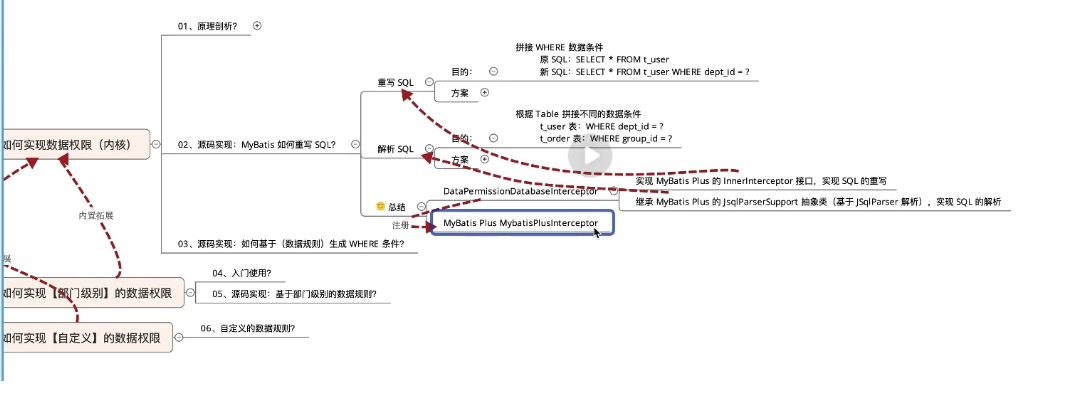 01、原理剖析?
拼接 WHERE 数据条件
原 SQL：SELECT * FROM t_user
新 SQL：SELECT * FROM t_user WHERE dept_id = ?
目的：
重写 SQL
方案
根据 Table 拼接不同的数据条件
t_user 表：WHERE dept_id = ?
t_order 表：WHERE group_id = ?
目的：
如何实现数据权限（内核）
02、源码实现：MyBatis 如何重写 SQL?
解析 SQL
方案
实现 MyBatis Plus 的 InnerInterceptor 接口，实现 SQL 的重写
DataPermissionDatabaseInterceptor
继承 MyBatis Plus 的 JsqlParserSupport 抽象类（基于 JSqlParser 解析），实现 SQL 的解析
总结
内置拓展
注册
MyBatis Plus MybatisPlusInterceptor
03、源码实现：如何基于（数据规则）生成 WHERE 条件?
展
04、入门使用?
如何实现【部门级别】的数据权限
05、源码实现：基于部门级别的数据规则?
如何实现【自定义】的数据权限
06、自定义的数据规则?